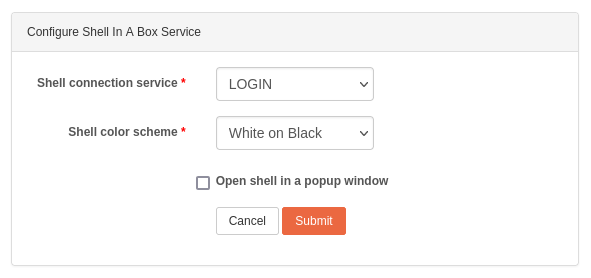 Configure Shell In A Box Service
Shell connection service *
LOGIN
Shell color scheme *
White on Black
Open shell in a popup window
Cancel
Submit